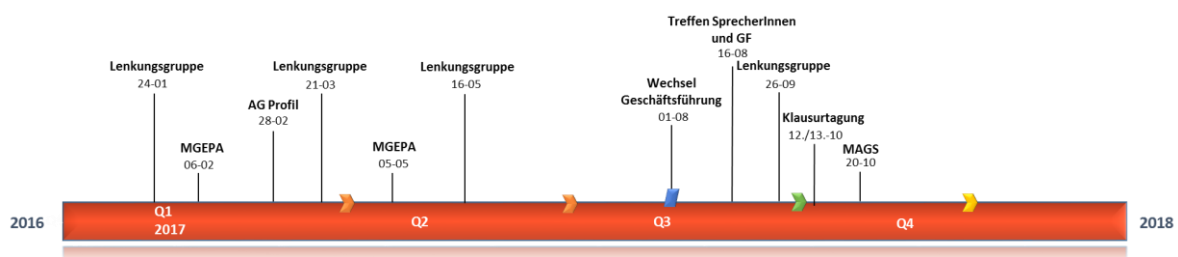 Lenkungsgruppe
24-01
MGEPA
06-02
AG Profil
28-02
Lenkungsgruppe
21-03
MGEPA
05-05
Lenkungsgruppe
16-05
Wechsel
Geschäftsführung
01-08
Treffen SprecherInnen
und GF
16-08
Lenkungsgruppe
26-09
Klausurtagung
12./13.-10
MAGS
20-10
2016
Q1
2017
Q2
Q3
Q4
2018